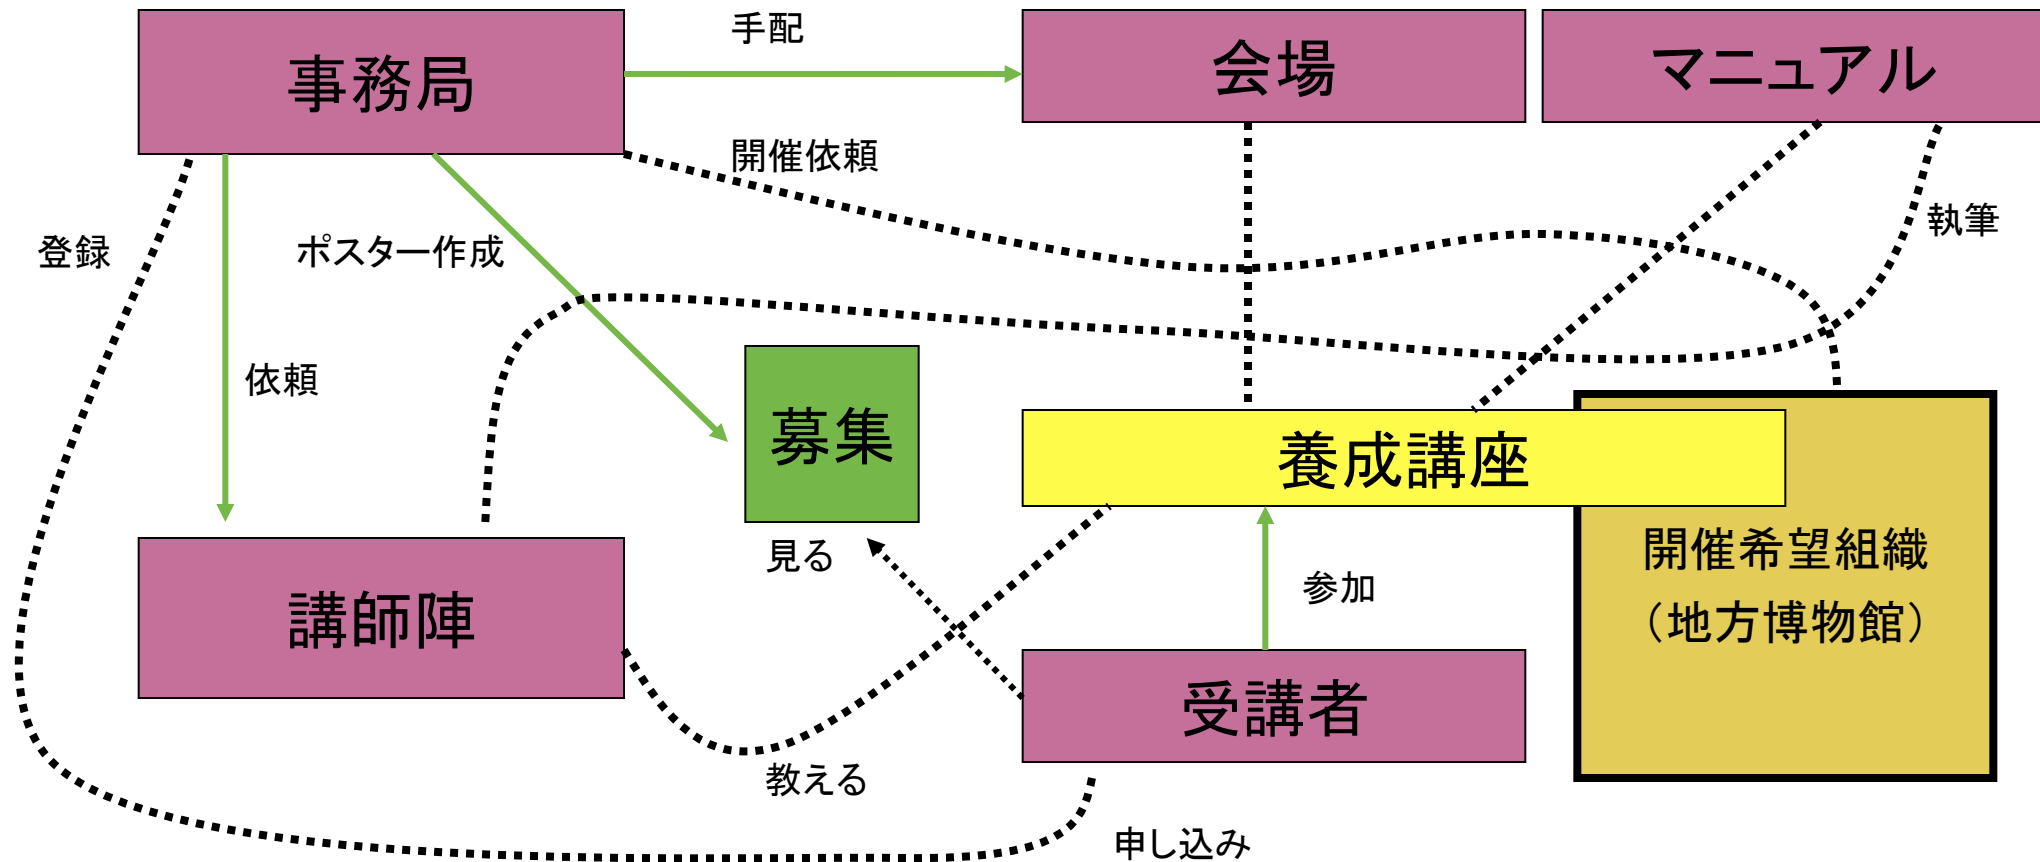 手配
事務局
会場
マニュアル
開催依頼
執筆
登録
ポスター作成
依頼
募集
養成講座
見る
開催希望組織
（地方博物館）
講師陣
参加
受講者
教える
申し込み